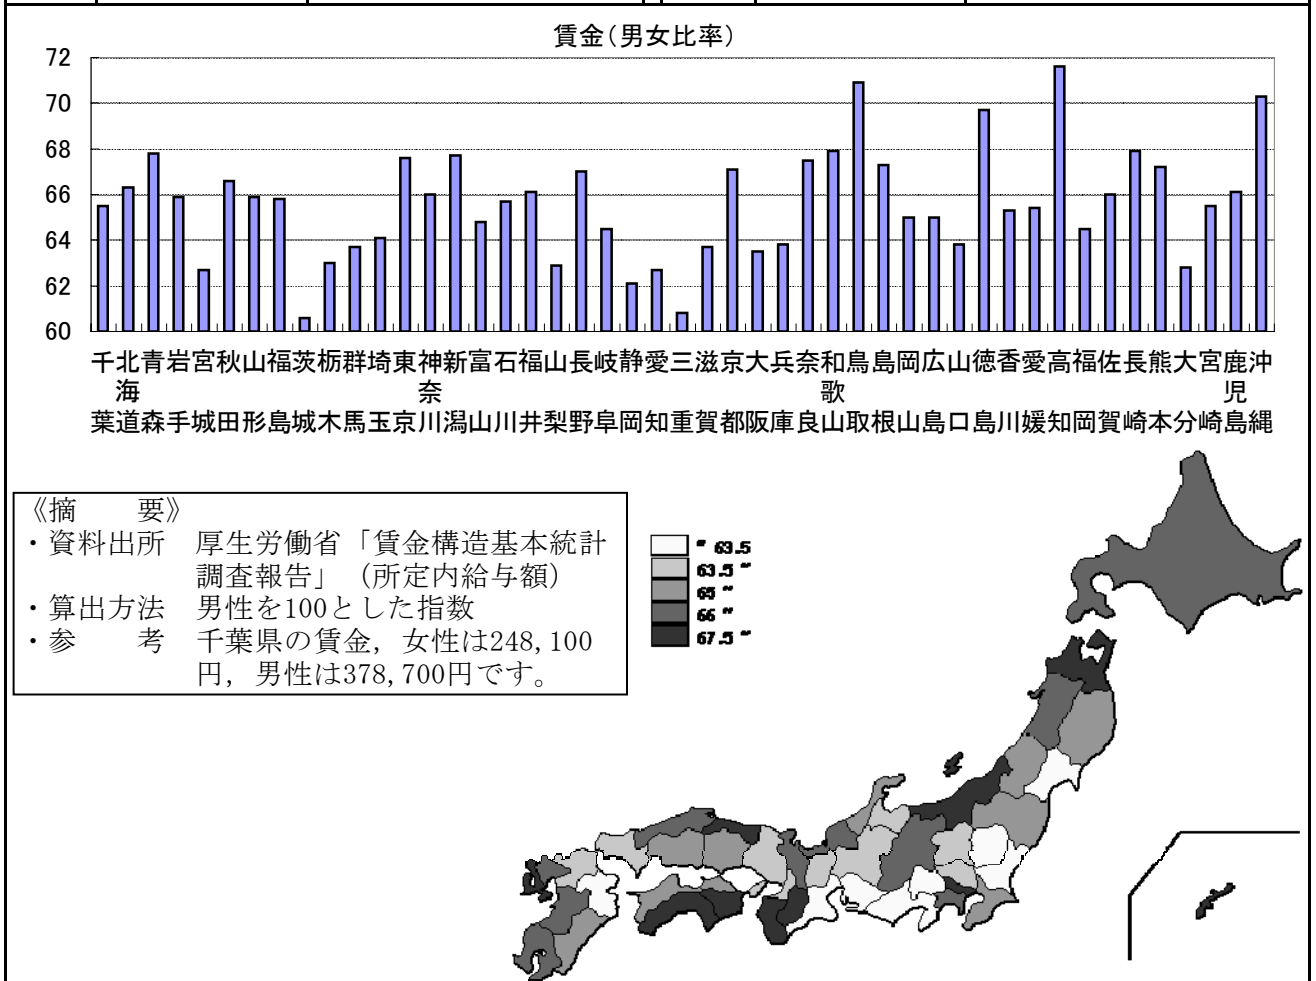 賃金(男女比率)
72
70
68
66
64
62
60
千北青岩宮秋山福茨栃群埼東神新富石福山長岐静愛三滋京大兵奈和鳥島岡広山徳香愛高福佐長熊大宮鹿沖
海 奈 歌 児
葉道森手城田形島城木馬玉京川潟山川井梨野阜岡知重賀都阪庫良山取根山島口島川媛知岡賀崎本分崎島縄
《摘　　要》
・資料出所　厚生労働省「賃金構造基本統計
調査報告」（所定内給与額）
・算出方法　男性を100とした指数
・参　　考　千葉県の賃金，女性は248,100
円，男性は378,700円です。
~ 63.5
63.5 ~
65 ~
66 ~
67.5 ~